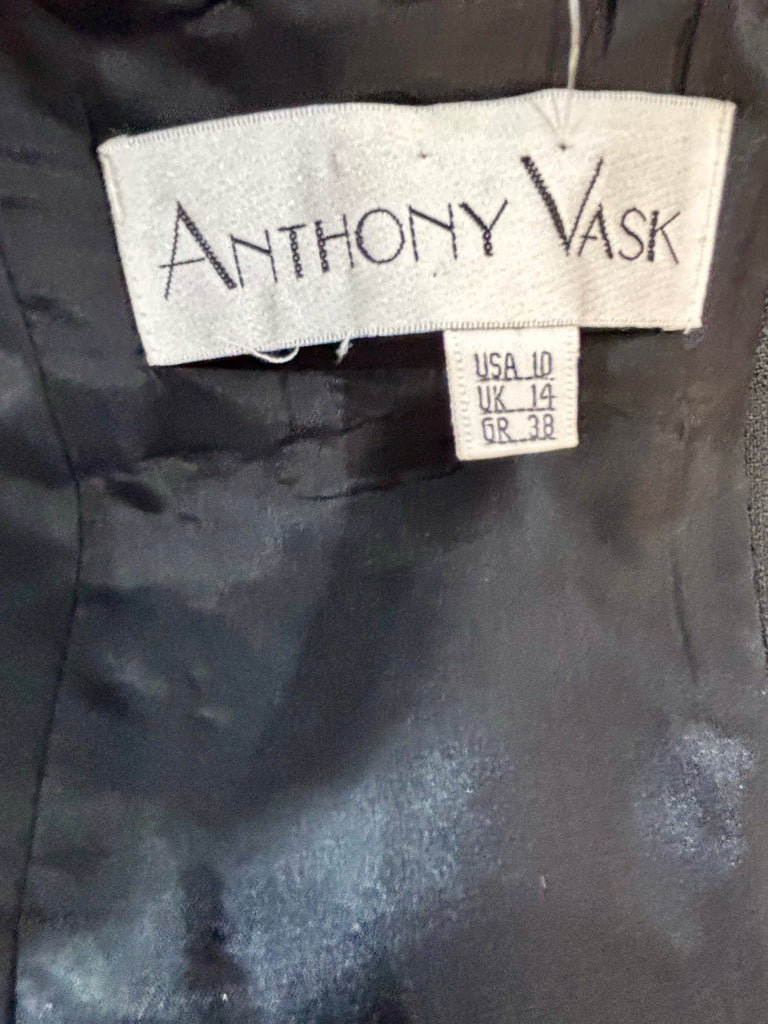 ANTHONY VASK
USA 10
UK 14
GR 38